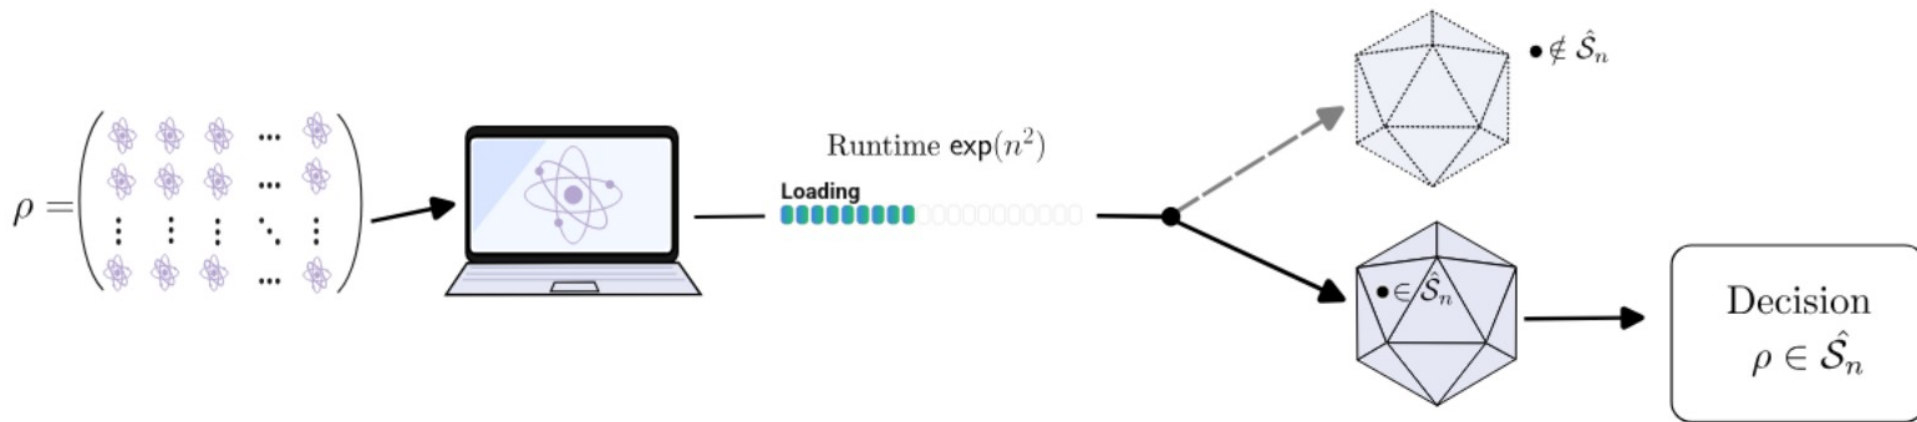 ρ =
Runtime exp(n²)
Loading
● ∉ Ŝₙ
● ∈ Ŝₙ
Decision
ρ ∈ Ŝₙ